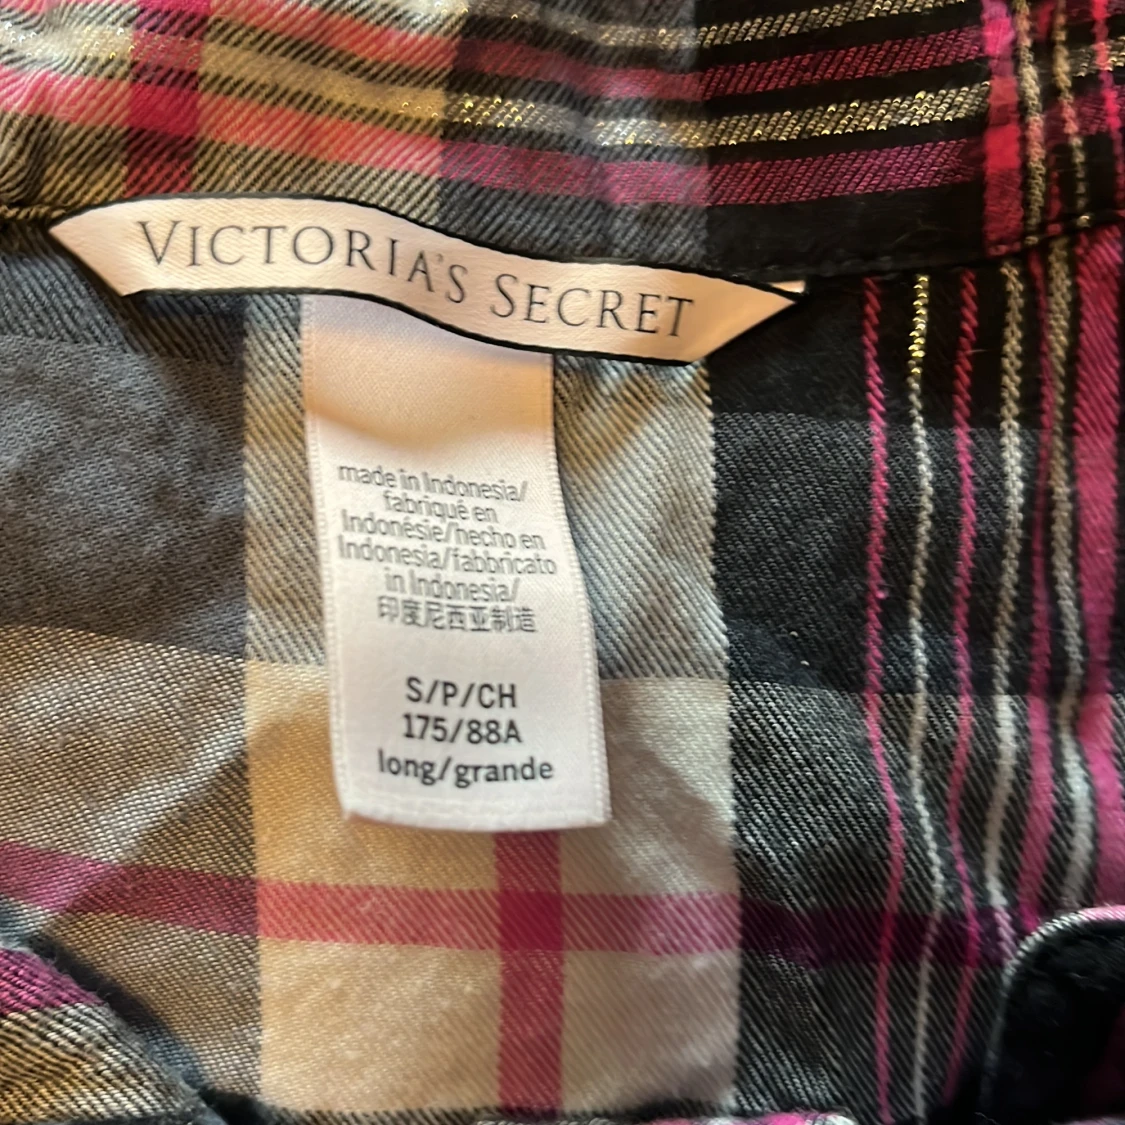 VICTORIA'S SECRET
made in Indonesia/
fabriqué en
Indonésie/hecho en
Indonesia/fabbricato
in Indonesia/
印度尼西亚制造
S/P/CH
175/88A
long/grande